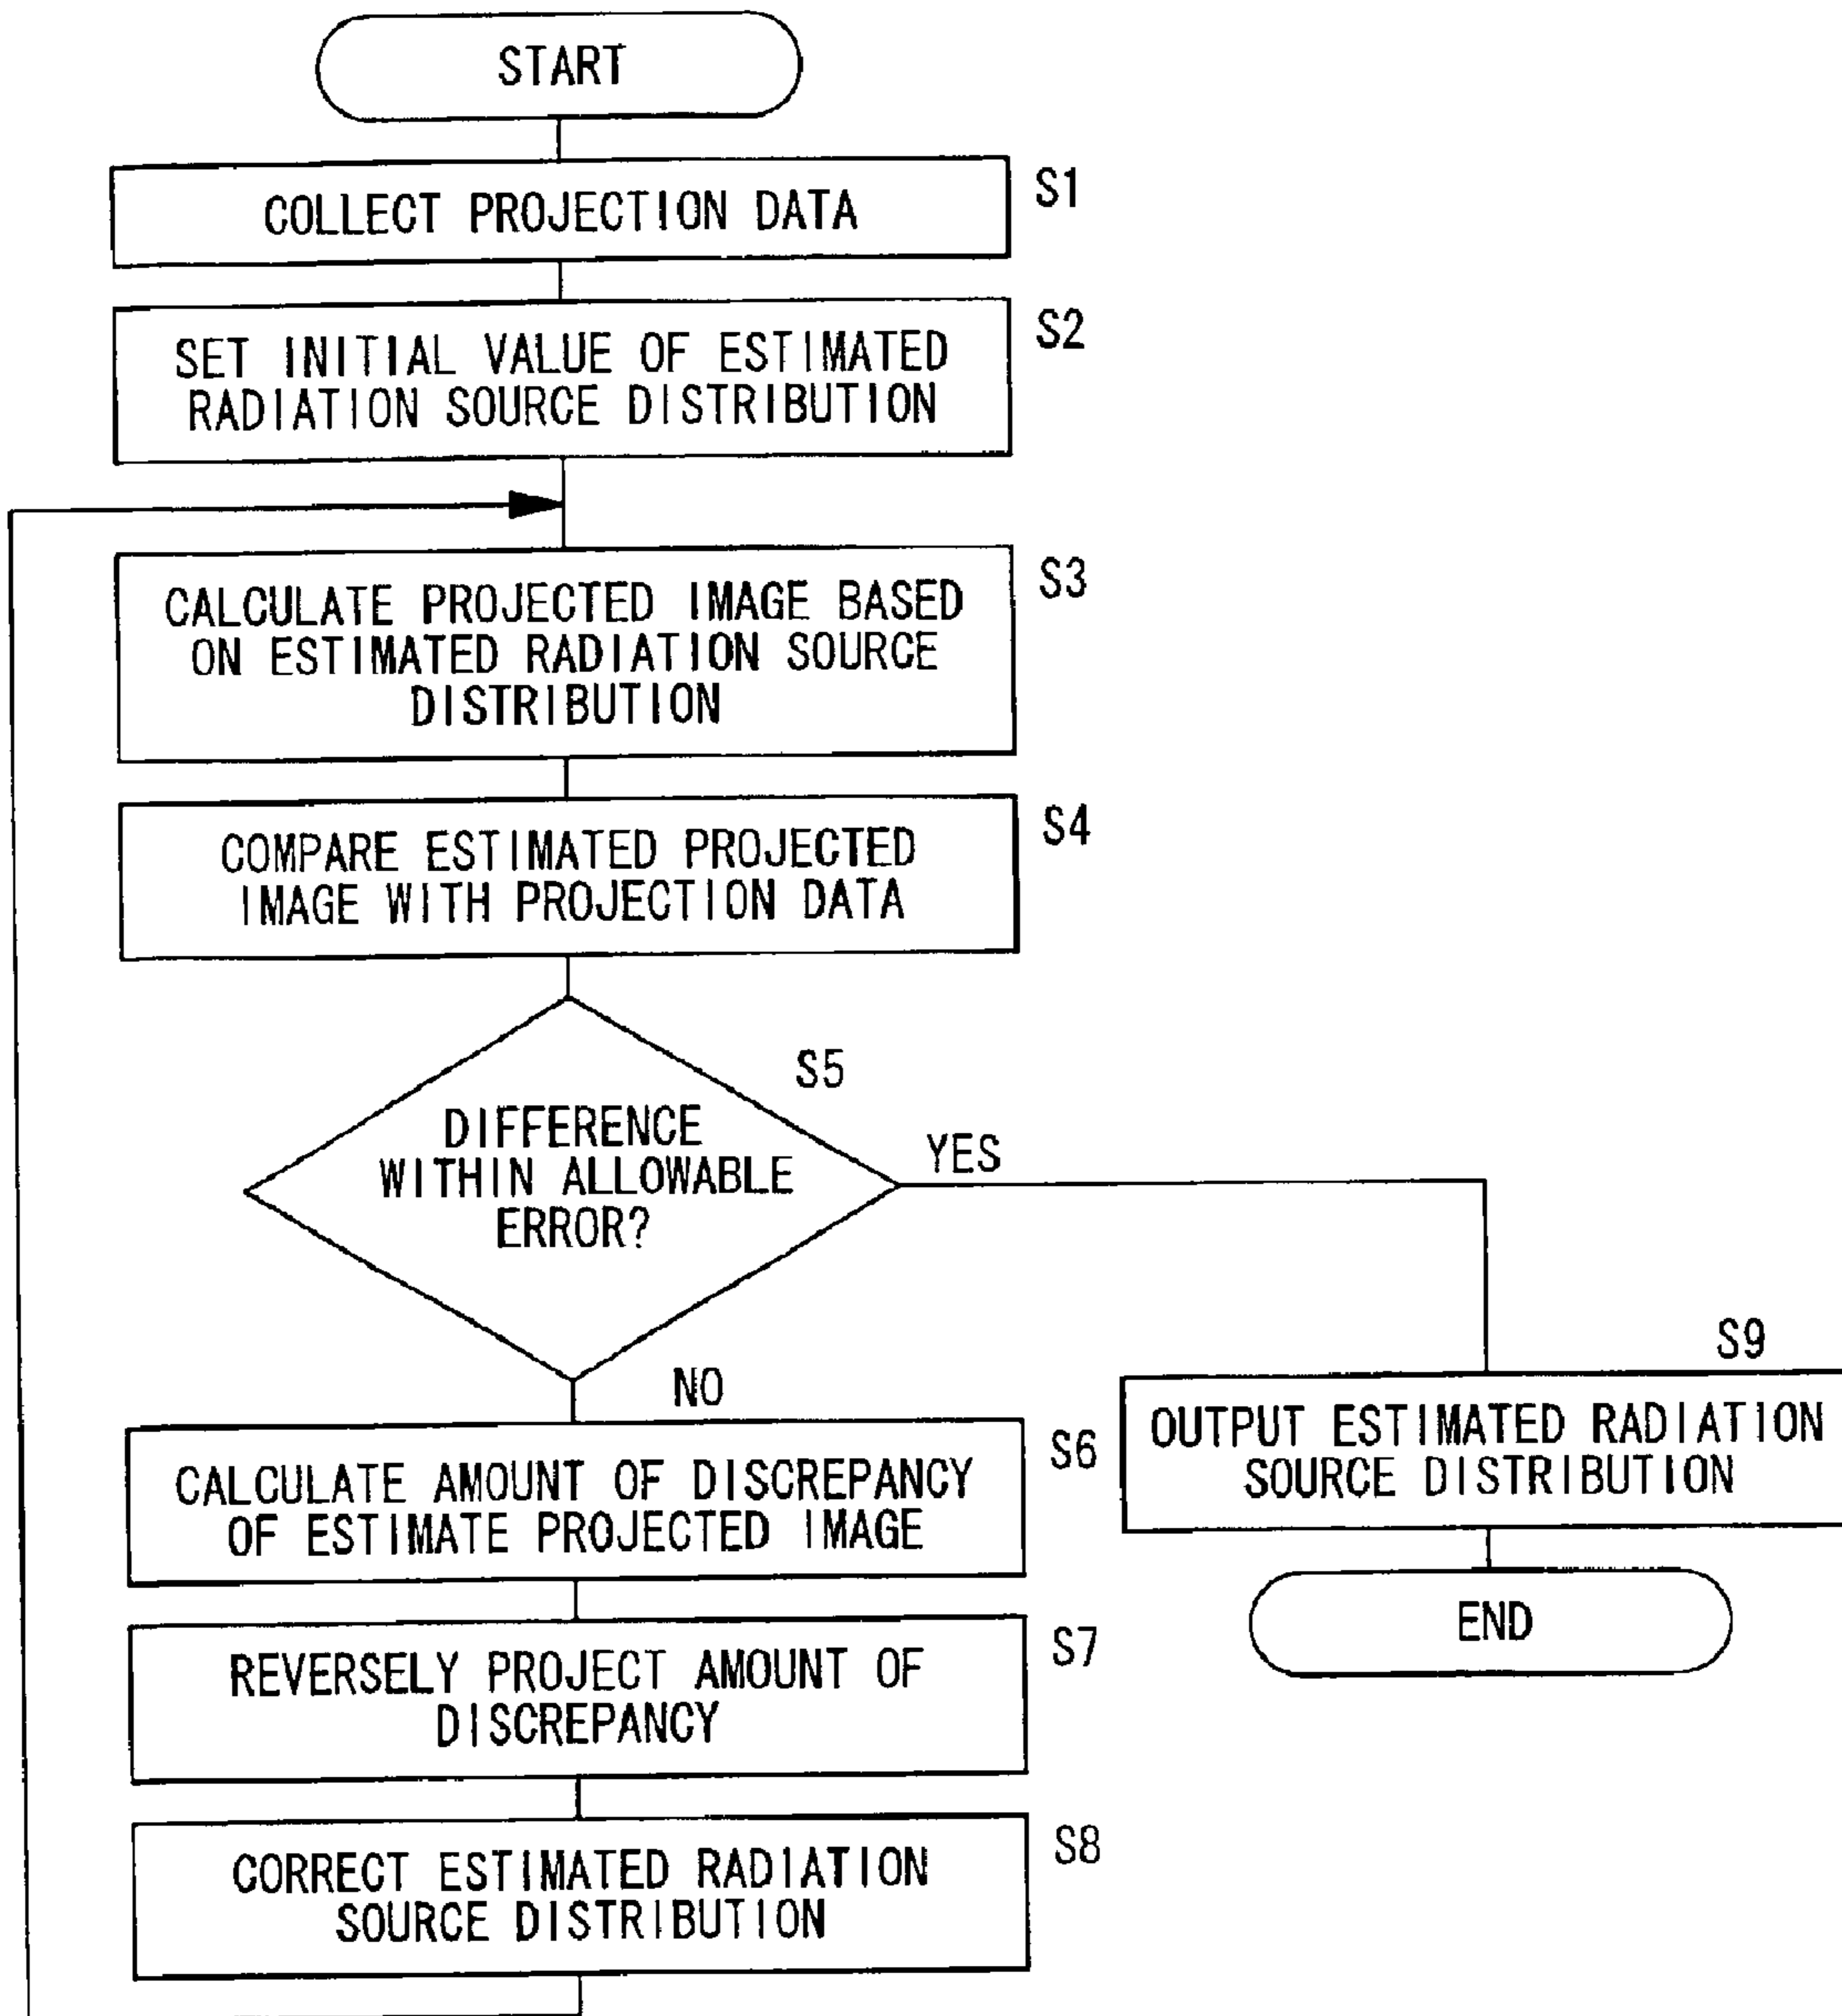 START
COLLECT PROJECTION DATA
S1
SET INITIAL VALUE OF ESTIMATED
RADIATION SOURCE DISTRIBUTION
S2
CALCULATE PROJECTED IMAGE BASED
ON ESTIMATED RADIATION SOURCE
DISTRIBUTION
S3
COMPARE ESTIMATED PROJECTED
IMAGE WITH PROJECTION DATA
S4
S5
DIFFERENCE
WITHIN ALLOWABLE
ERROR?
YES
NO
CALCULATE AMOUNT OF DISCREPANCY
OF ESTIMATE PROJECTED IMAGE
S6
REVERSELY PROJECT AMOUNT OF
DISCREPANCY
S7
CORRECT ESTIMATED RADIATION
SOURCE DISTRIBUTION
S8
S9
OUTPUT ESTIMATED RADIATION
SOURCE DISTRIBUTION
END